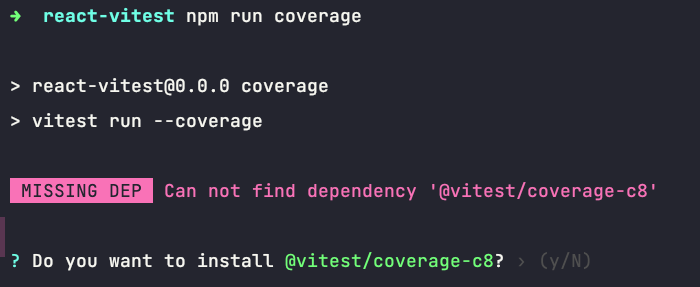 ➜ react-vitest npm run coverage
> react-vitest@0.0.0 coverage
> vitest run --coverage
MISSING DEP Can not find dependency '@vitest/coverage-c8'
? Do you want to install @vitest/coverage-c8? › (y/N)